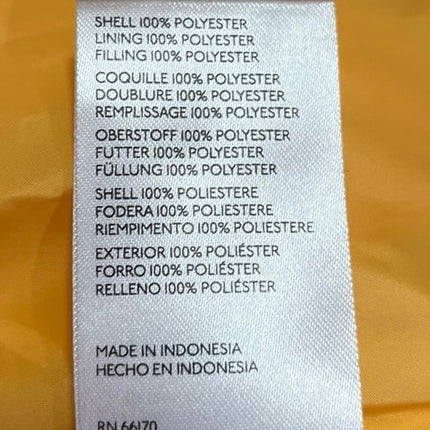 SHELL 100% POLYESTER
LINING 100% POLYESTER
FILLING 100% POLYESTER
COQUILLE 100% POLYESTER
DOUBLURE 100% POLYESTER
REMPLISSAGE 100% POLYESTER
OBERSTOFF 100% POLYESTER
FUTTER 100% POLYESTER
FÜLLUNG 100% POLYESTER
SHELL 100% POLIESTERE
FODERA 100% POLIESTERE
RIEMPIMENTO 100% POLIESTERE
EXTERIOR 100% POLIÉSTER
FORRO 100% POLIÉSTER
RELLENO 100% POLIÉSTER
MADE IN INDONESIA
HECHO EN INDONESIA
RN 66170